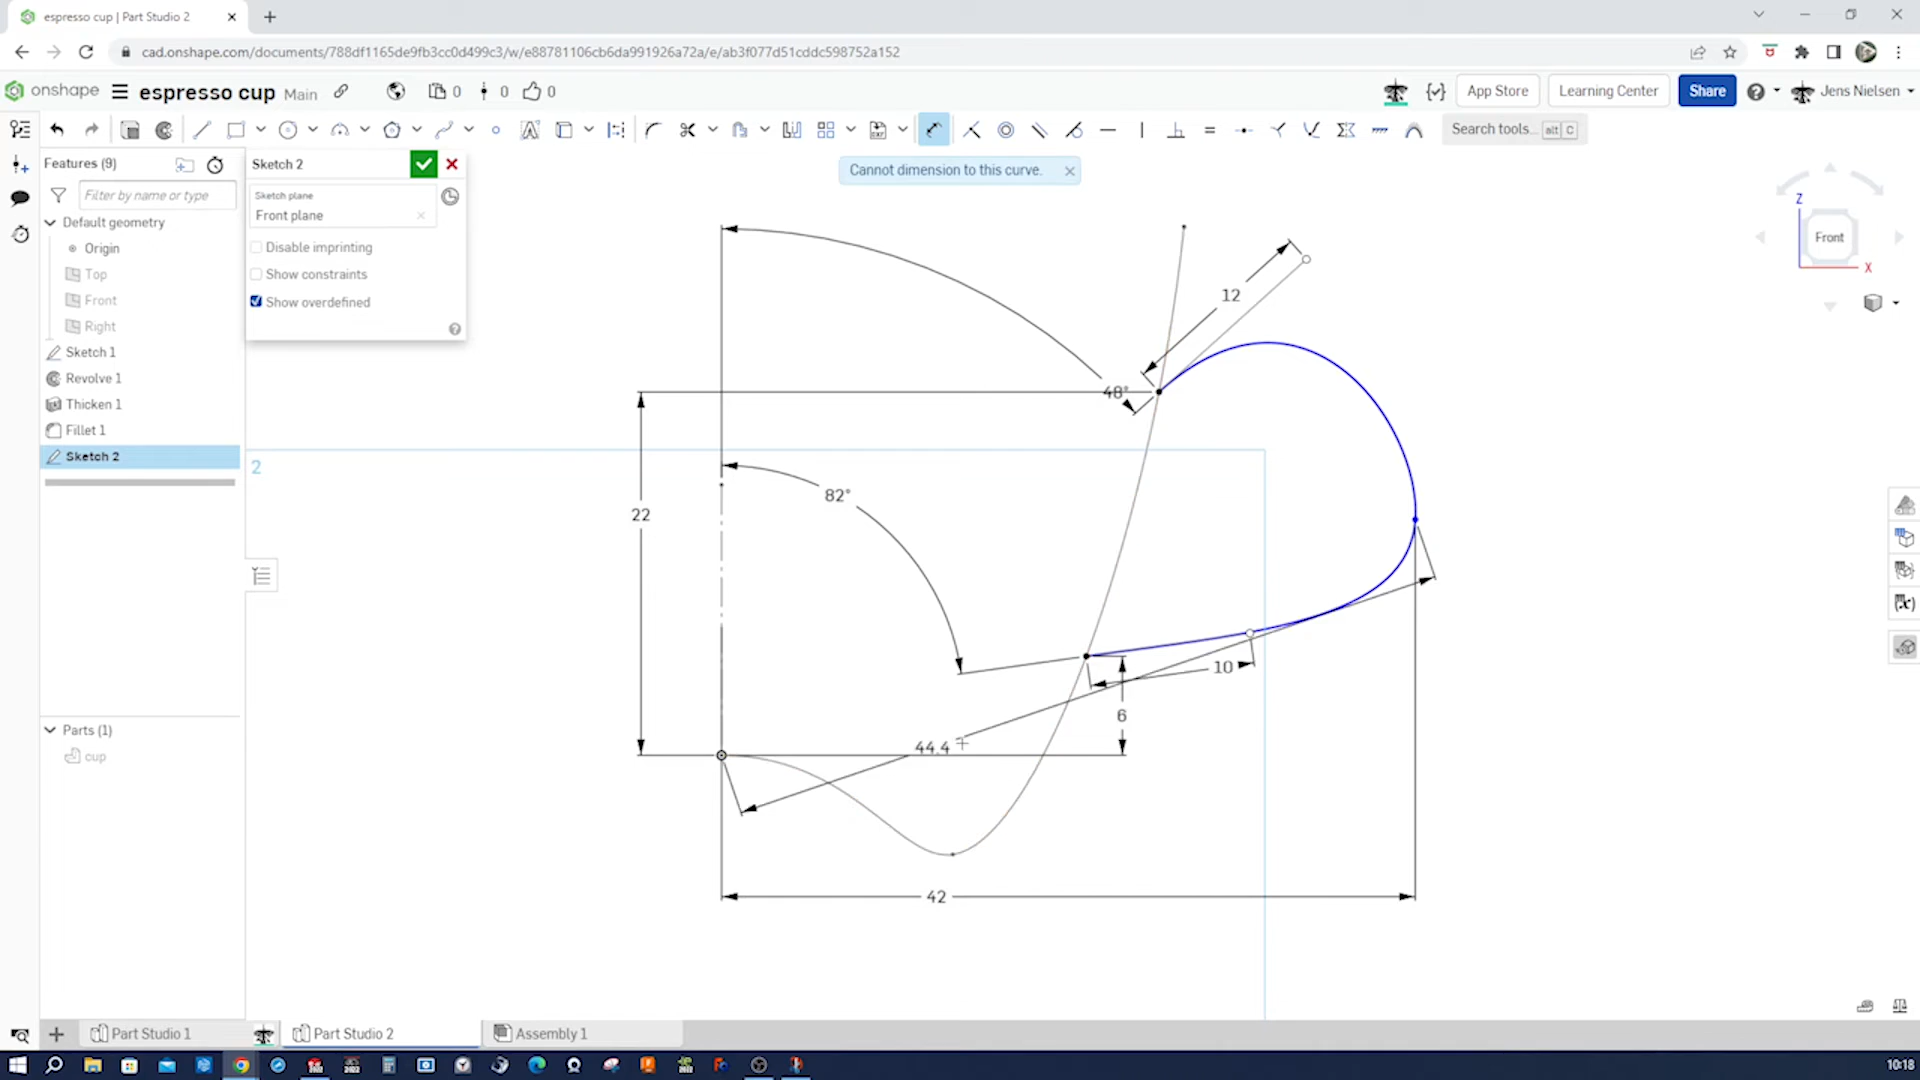 espresso cup | Part Studio 2
cad.onshape.com/documents/788df1165de9fb3cc0d499c3/w/e88781106cb6da991926a72a/e/ab3f077d51cddc598752a152
onshape espresso cup Main 0 0 0 App Store Learning Center Share Jens Nielsen
Search tools... alt C
Features (9)
Filter by name or type
Default geometry
Origin
Top
Front
Right
Sketch 1
Revolve 1
Thicken 1
Fillet 1
Sketch 2
Parts (1)
cup
Sketch 2
Sketch plane
Front plane
Disable imprinting
Show constraints
Show overdefined
Cannot dimension to this curve.
Z
Front
X
2
12
48°
82°
22
10
6
44.4
42
Part Studio 1
Part Studio 2
Assembly 1
10:18